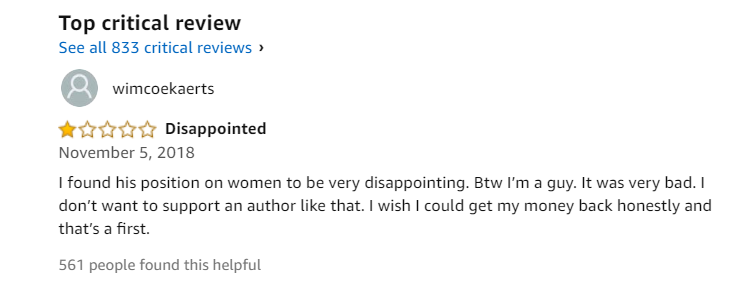 Top critical review
See all 833 critical reviews ›
wimcoekaerts
Disappointed
November 5, 2018
I found his position on women to be very disappointing. Btw I’m a guy. It was very bad. I
don’t want to support an author like that. I wish I could get my money back honestly and
that’s a first.
561 people found this helpful